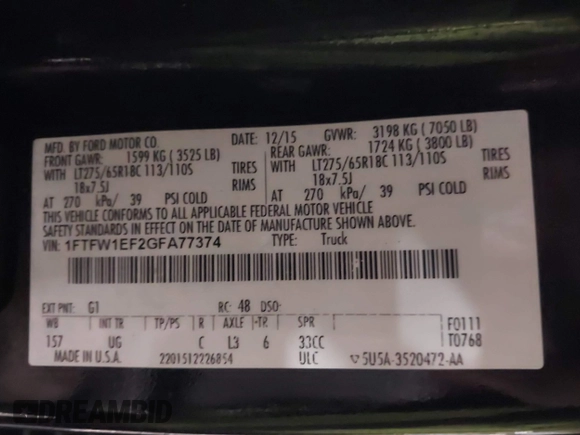 MFD. BY FORD MOTOR CO. DATE: 12/15 GVWR: 3198 KG ( 7050 LB)
FRONT GAWR: 1599 KG ( 3525 LB) REAR GAWR: 1724 KG ( 3800 LB)
WITH LT275/65R18C 113/110S TIRES WITH LT275/65R18C 113/110S TIRES
18x7.5J RIMS 18x7.5J RIMS
AT 270 kPa/ 39 PSI COLD AT 270 kPa/ 39 PSI COLD
THIS VEHICLE CONFORMS TO ALL APPLICABLE FEDERAL MOTOR VEHICLE
SAFETY STANDARDS IN EFFECT ON THE DATE OF MANUFACTURE SHOWN ABOVE.
VIN: 1FTFW1EF2GFA77374 TYPE: Truck
EXT PNT: G1 RC: 48 DSO:
WB INT TR TP/PS R AXLE TR SPR F0111
157 UG C L3 6 33CC T0768
MADE IN U.S.A. 2201512226854 ULC 5U5A-3520472-AA
DREAMBID